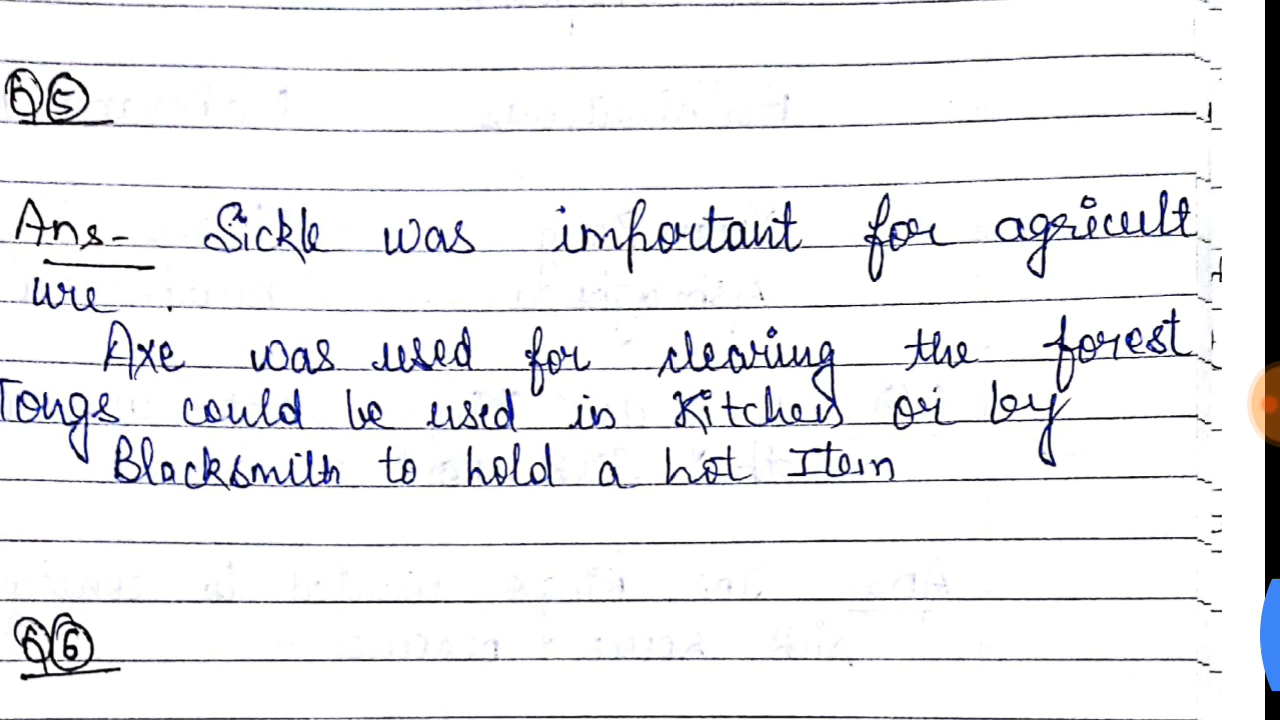 Q5
Ans- Sickle was important for agricult
ure.
Axe was used for clearing the forest
Tongs could be used in Kitchen or by
Blacksmith to hold a hot Item
Q6